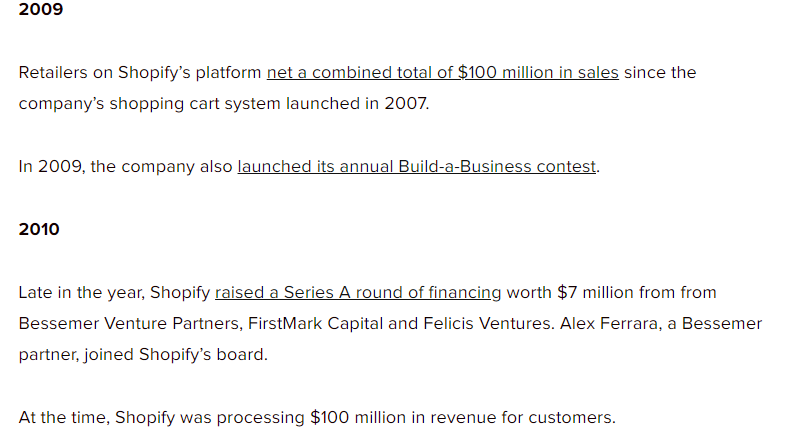 2009
Retailers on Shopify’s platform net a combined total of $100 million in sales since the
company’s shopping cart system launched in 2007.
In 2009, the company also launched its annual Build-a-Business contest.
2010
Late in the year, Shopify raised a Series A round of financing worth $7 million from from
Bessemer Venture Partners, FirstMark Capital and Felicis Ventures. Alex Ferrara, a Bessemer
partner, joined Shopify’s board.
At the time, Shopify was processing $100 million in revenue for customers.